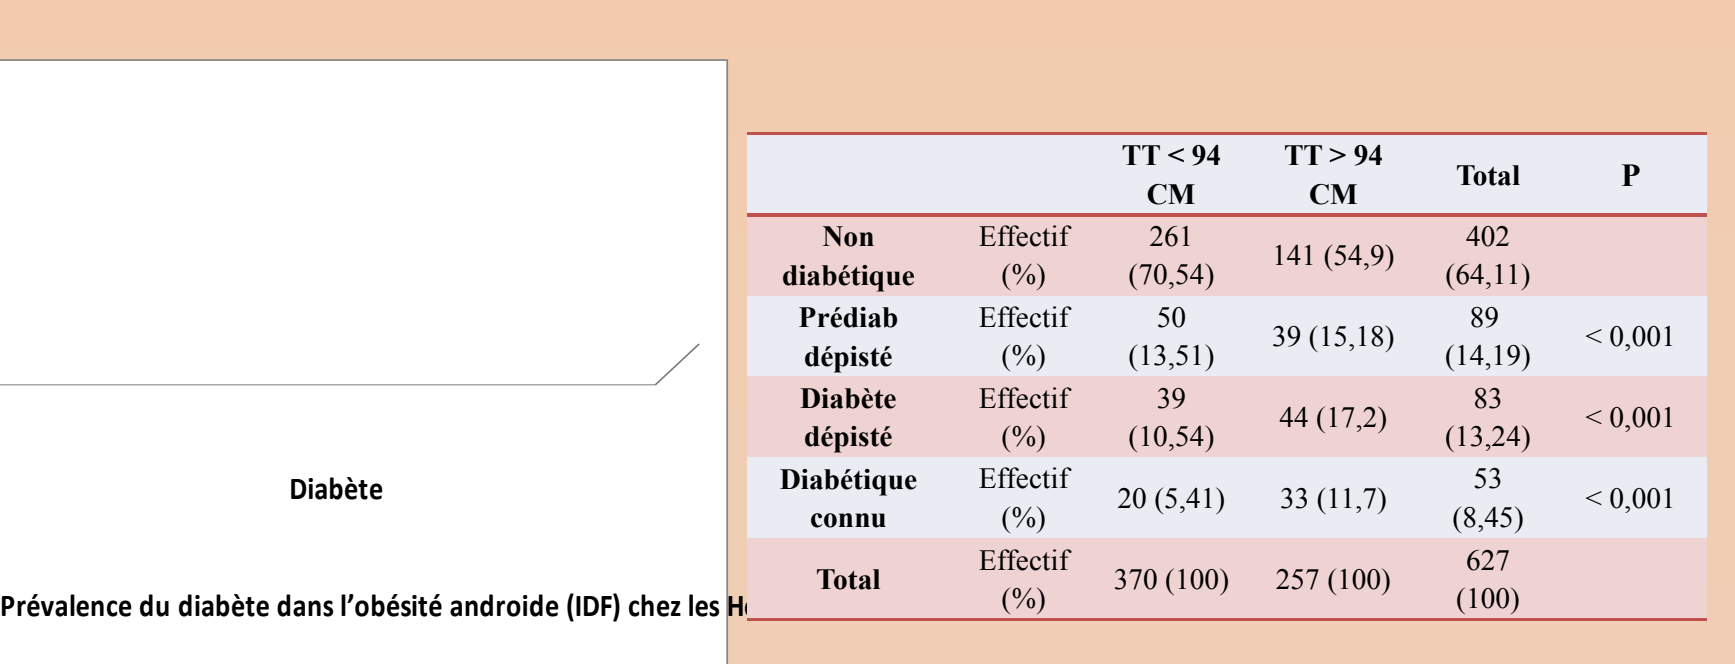 Diabète
Prévalence du diabète dans l’obésité androide (IDF) chez les
TT < 94 CM TT > 94 CM Total P
Non diabétique Effectif (%) 261 (70,54) 141 (54,9) 402 (64,11)
Prédiab dépisté Effectif (%) 50 (13,51) 39 (15,18) 89 (14,19) < 0,001
Diabète dépisté Effectif (%) 39 (10,54) 44 (17,2) 83 (13,24) < 0,001
Diabétique connu Effectif (%) 20 (5,41) 33 (11,7) 53 (8,45) < 0,001
Total Effectif (%) 370 (100) 257 (100) 627 (100)